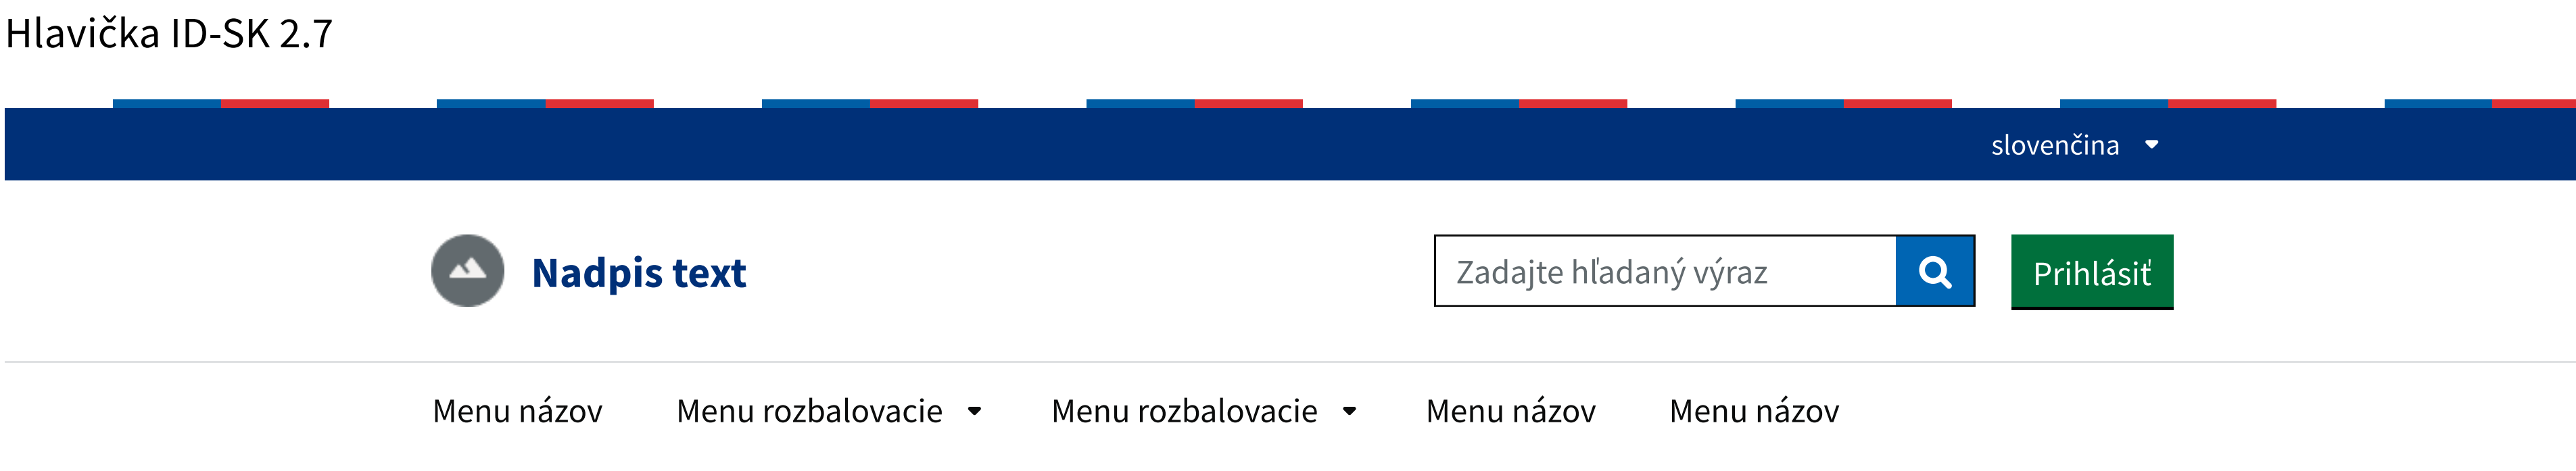 Hlavička ID-SK 2.7
slovenčina
Nadpis text
Zadajte hľadaný výraz
Prihlásiť
Menu názov Menu rozbalovacie Menu rozbalovacie Menu názov Menu názov